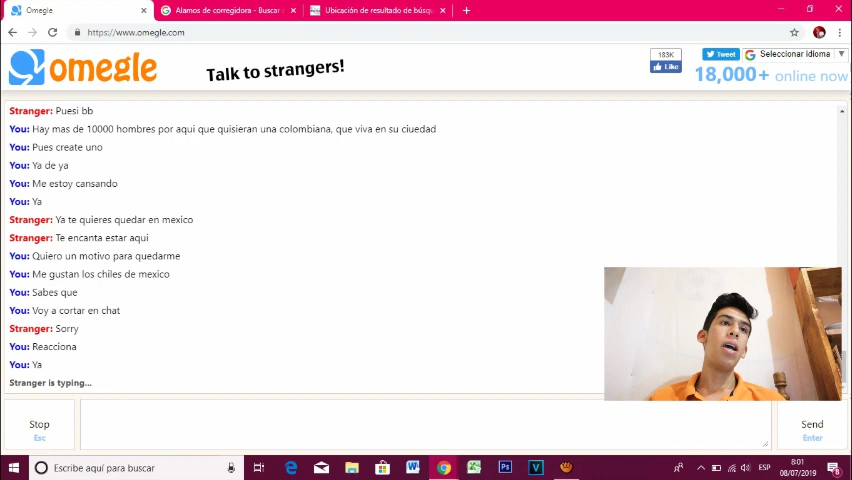 Omegle
Alamos de corregidora - Buscar c
Ubicación de resultado de búsqu
https://www.omegle.com
omegle
Talk to strangers!
183K
Like
Tweet
Seleccionar idioma
18,000+ online now
Stranger: Puesi bb
You: Hay mas de 10000 hombres por aqui que quisieran una colombiana, que viva en su ciuedad
You: Pues create uno
You: Ya de ya
You: Me estoy cansando
You: Ya
Stranger: Ya te quieres quedar en mexico
Stranger: Te encanta estar aqui
You: Quiero un motivo para quedarme
You: Me gustan los chiles de mexico
You: Sabes que
You: Voy a cortar en chat
Stranger: Sorry
You: Reacciona
You: Ya
Stranger is typing...
Stop
Esc
Send
Enter
Escribe aquí para buscar
ESP
8:01
08/07/2019